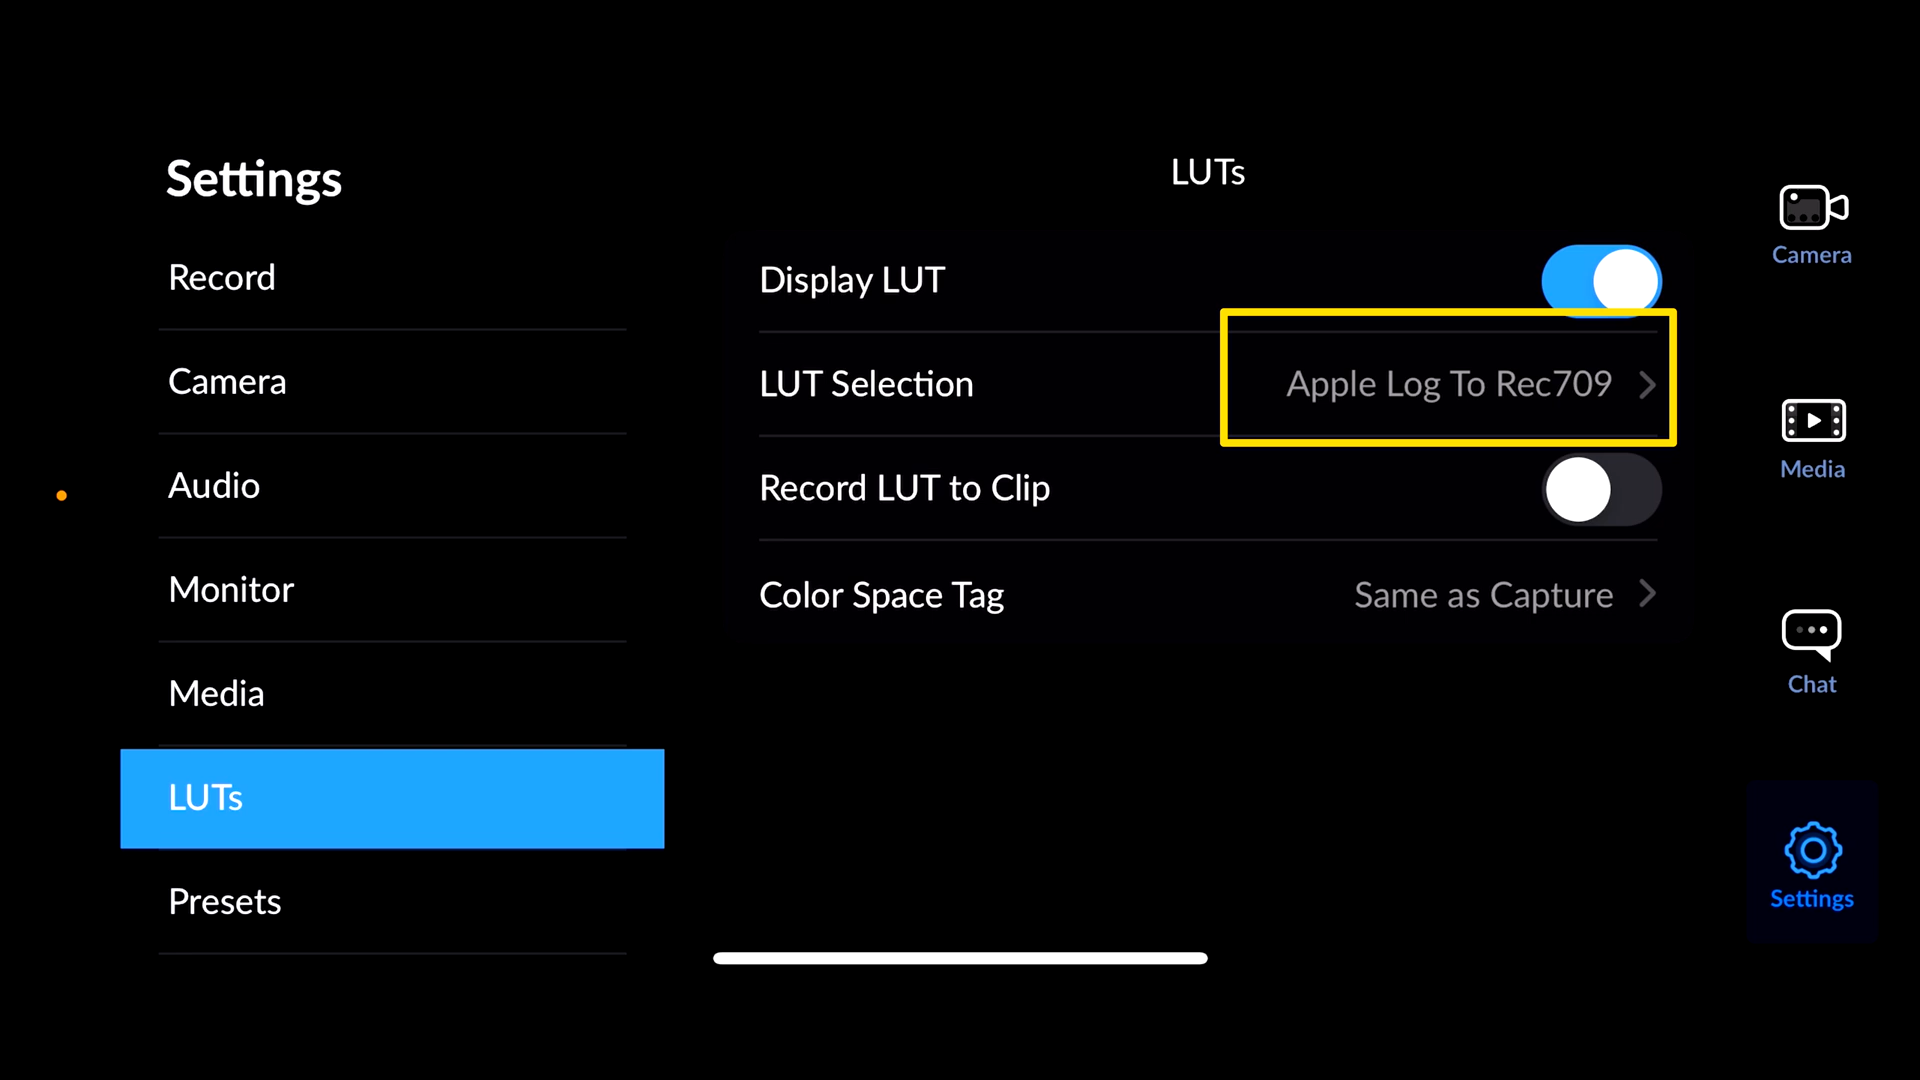 Settings
Record
Camera
Audio
Monitor
Media
LUTs
Presets
LUTs
Display LUT
LUT Selection Apple Log To Rec709
Record LUT to Clip
Color Space Tag Same as Capture
Camera
Media
Chat
Settings